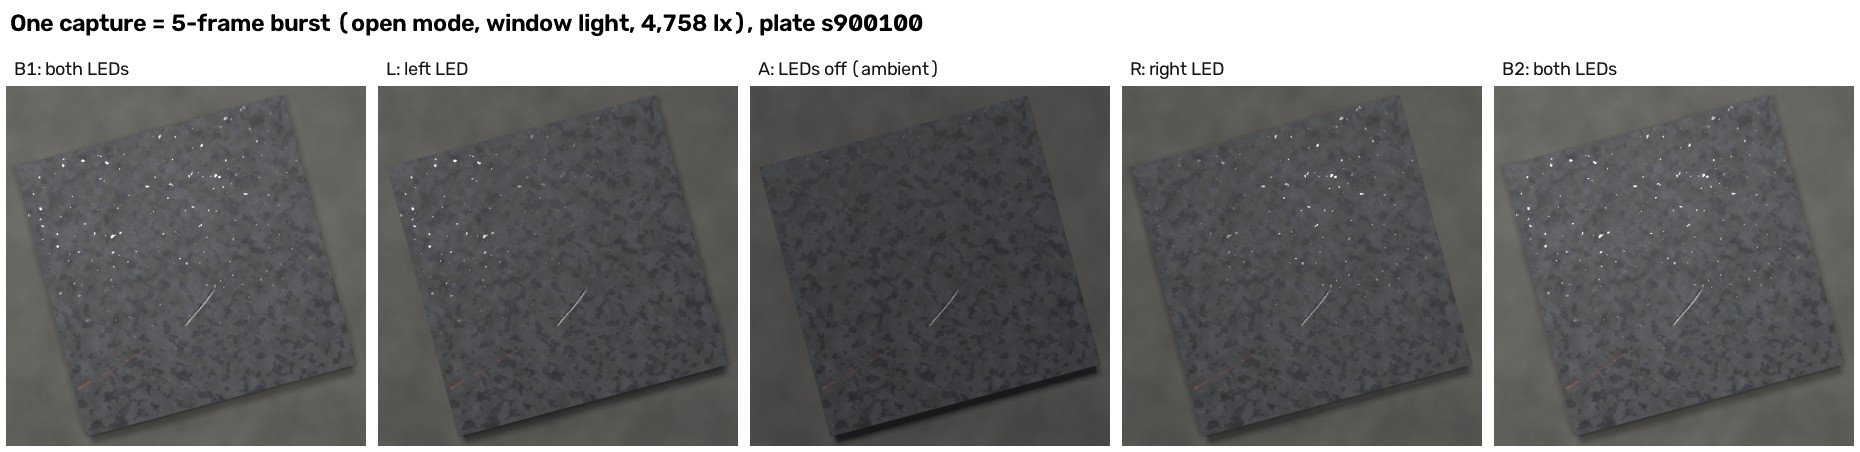 One capture = 5-frame burst (open mode, window light, 4,758 lx), plate s900100
B1: both LEDs
L: left LED
A: LEDs off (ambient)
R: right LED
B2: both LEDs